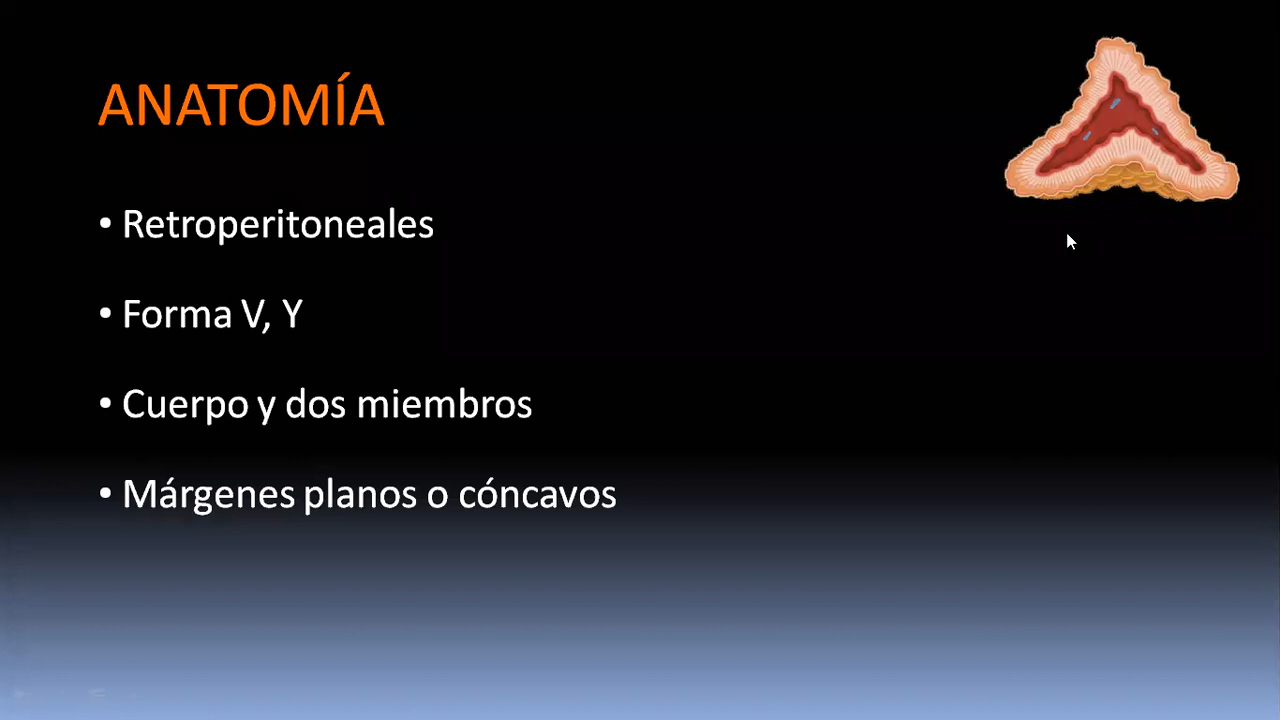 ANATOMÍA
• Retroperitoneales
• Forma V, Y
• Cuerpo y dos miembros
• Márgenes planos o cóncavos